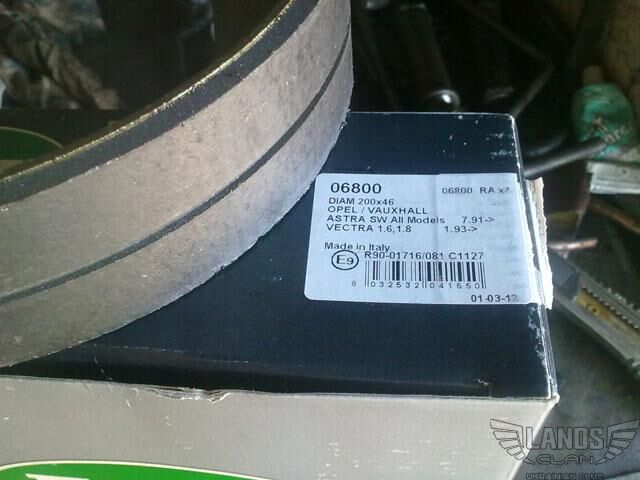 06800 06800 RA
DIAM 200x46
OPEL / VAUXHALL
ASTRA SW All Models 7.91->
VECTRA 1.6,1.8 1.93->
Made in Italy
E9 R90-01716/081 C1127
8 032532 041550
01-03-12
LANOS
CLAN
UKRAINIAN CLUB